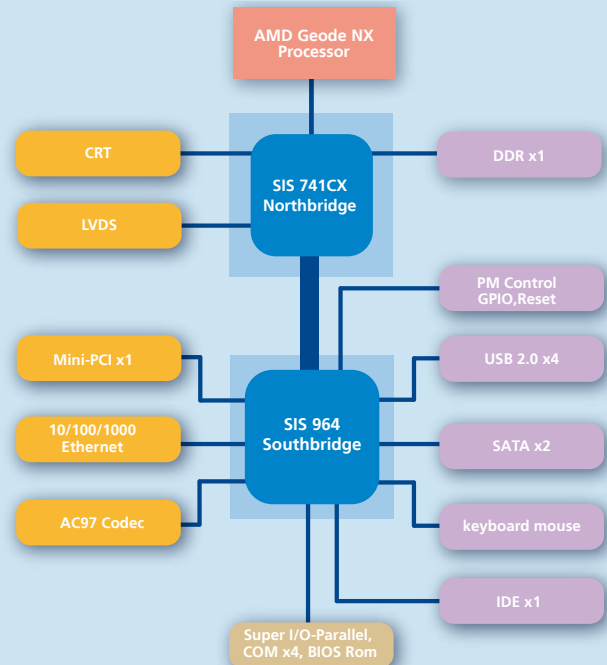 AMD Geode NX
Processor
CRT
SIS 741CX
Northbridge
DDR x1
LVDS
PM Control
GPIO,Reset
Mini-PCI x1
USB 2.0 x4
10/100/1000
Ethernet
SIS 964
Southbridge
SATA x2
AC97 Codec
keyboard mouse
IDE x1
Super I/O-Parallel,
COM x4, BIOS Rom